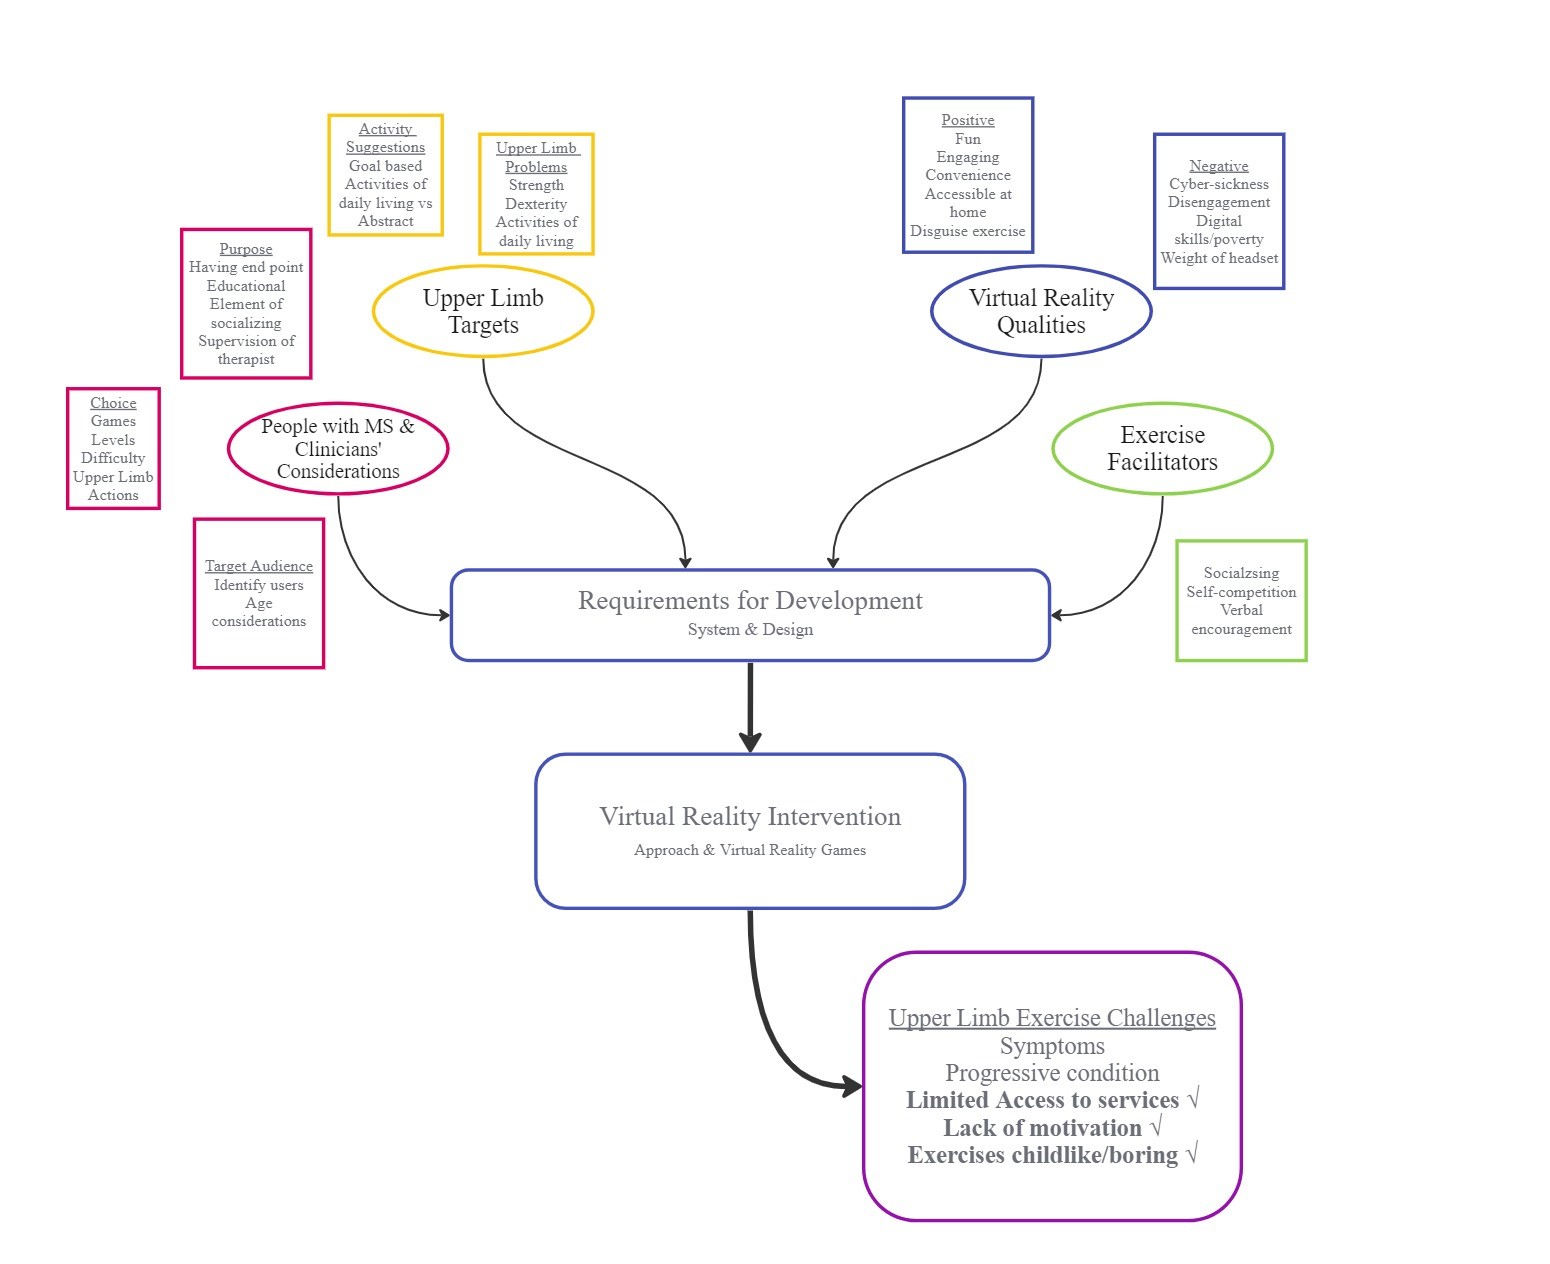 Activity
Suggestions
Goal based
Activities of
daily living vs
Abstract
Upper Limb
Problems
Strength
Dexterity
Activities of
daily living
Positive
Fun
Engaging
Convenience
Accessible at
home
Disguise exercise
Negative
Cyber-sickness
Disengagement
Digital
skills/poverty
Weight of headset
Purpose
Having end point
Educational
Element of
socializing
Supervision of
therapist
Upper Limb
Targets
Virtual Reality
Qualities
Choice
Games
Levels
Difficulty
Upper Limb
Actions
People with MS &
Clinicians'
Considerations
Exercise
Facilitators
Target Audience
Identify users
Age
considerations
Requirements for Development
System & Design
Socialzsing
Self-competition
Verbal
encouragement
Virtual Reality Intervention
Approach & Virtual Reality Games
Upper Limb Exercise Challenges
Symptoms
Progressive condition
Limited Access to services √
Lack of motivation √
Exercises childlike/boring √